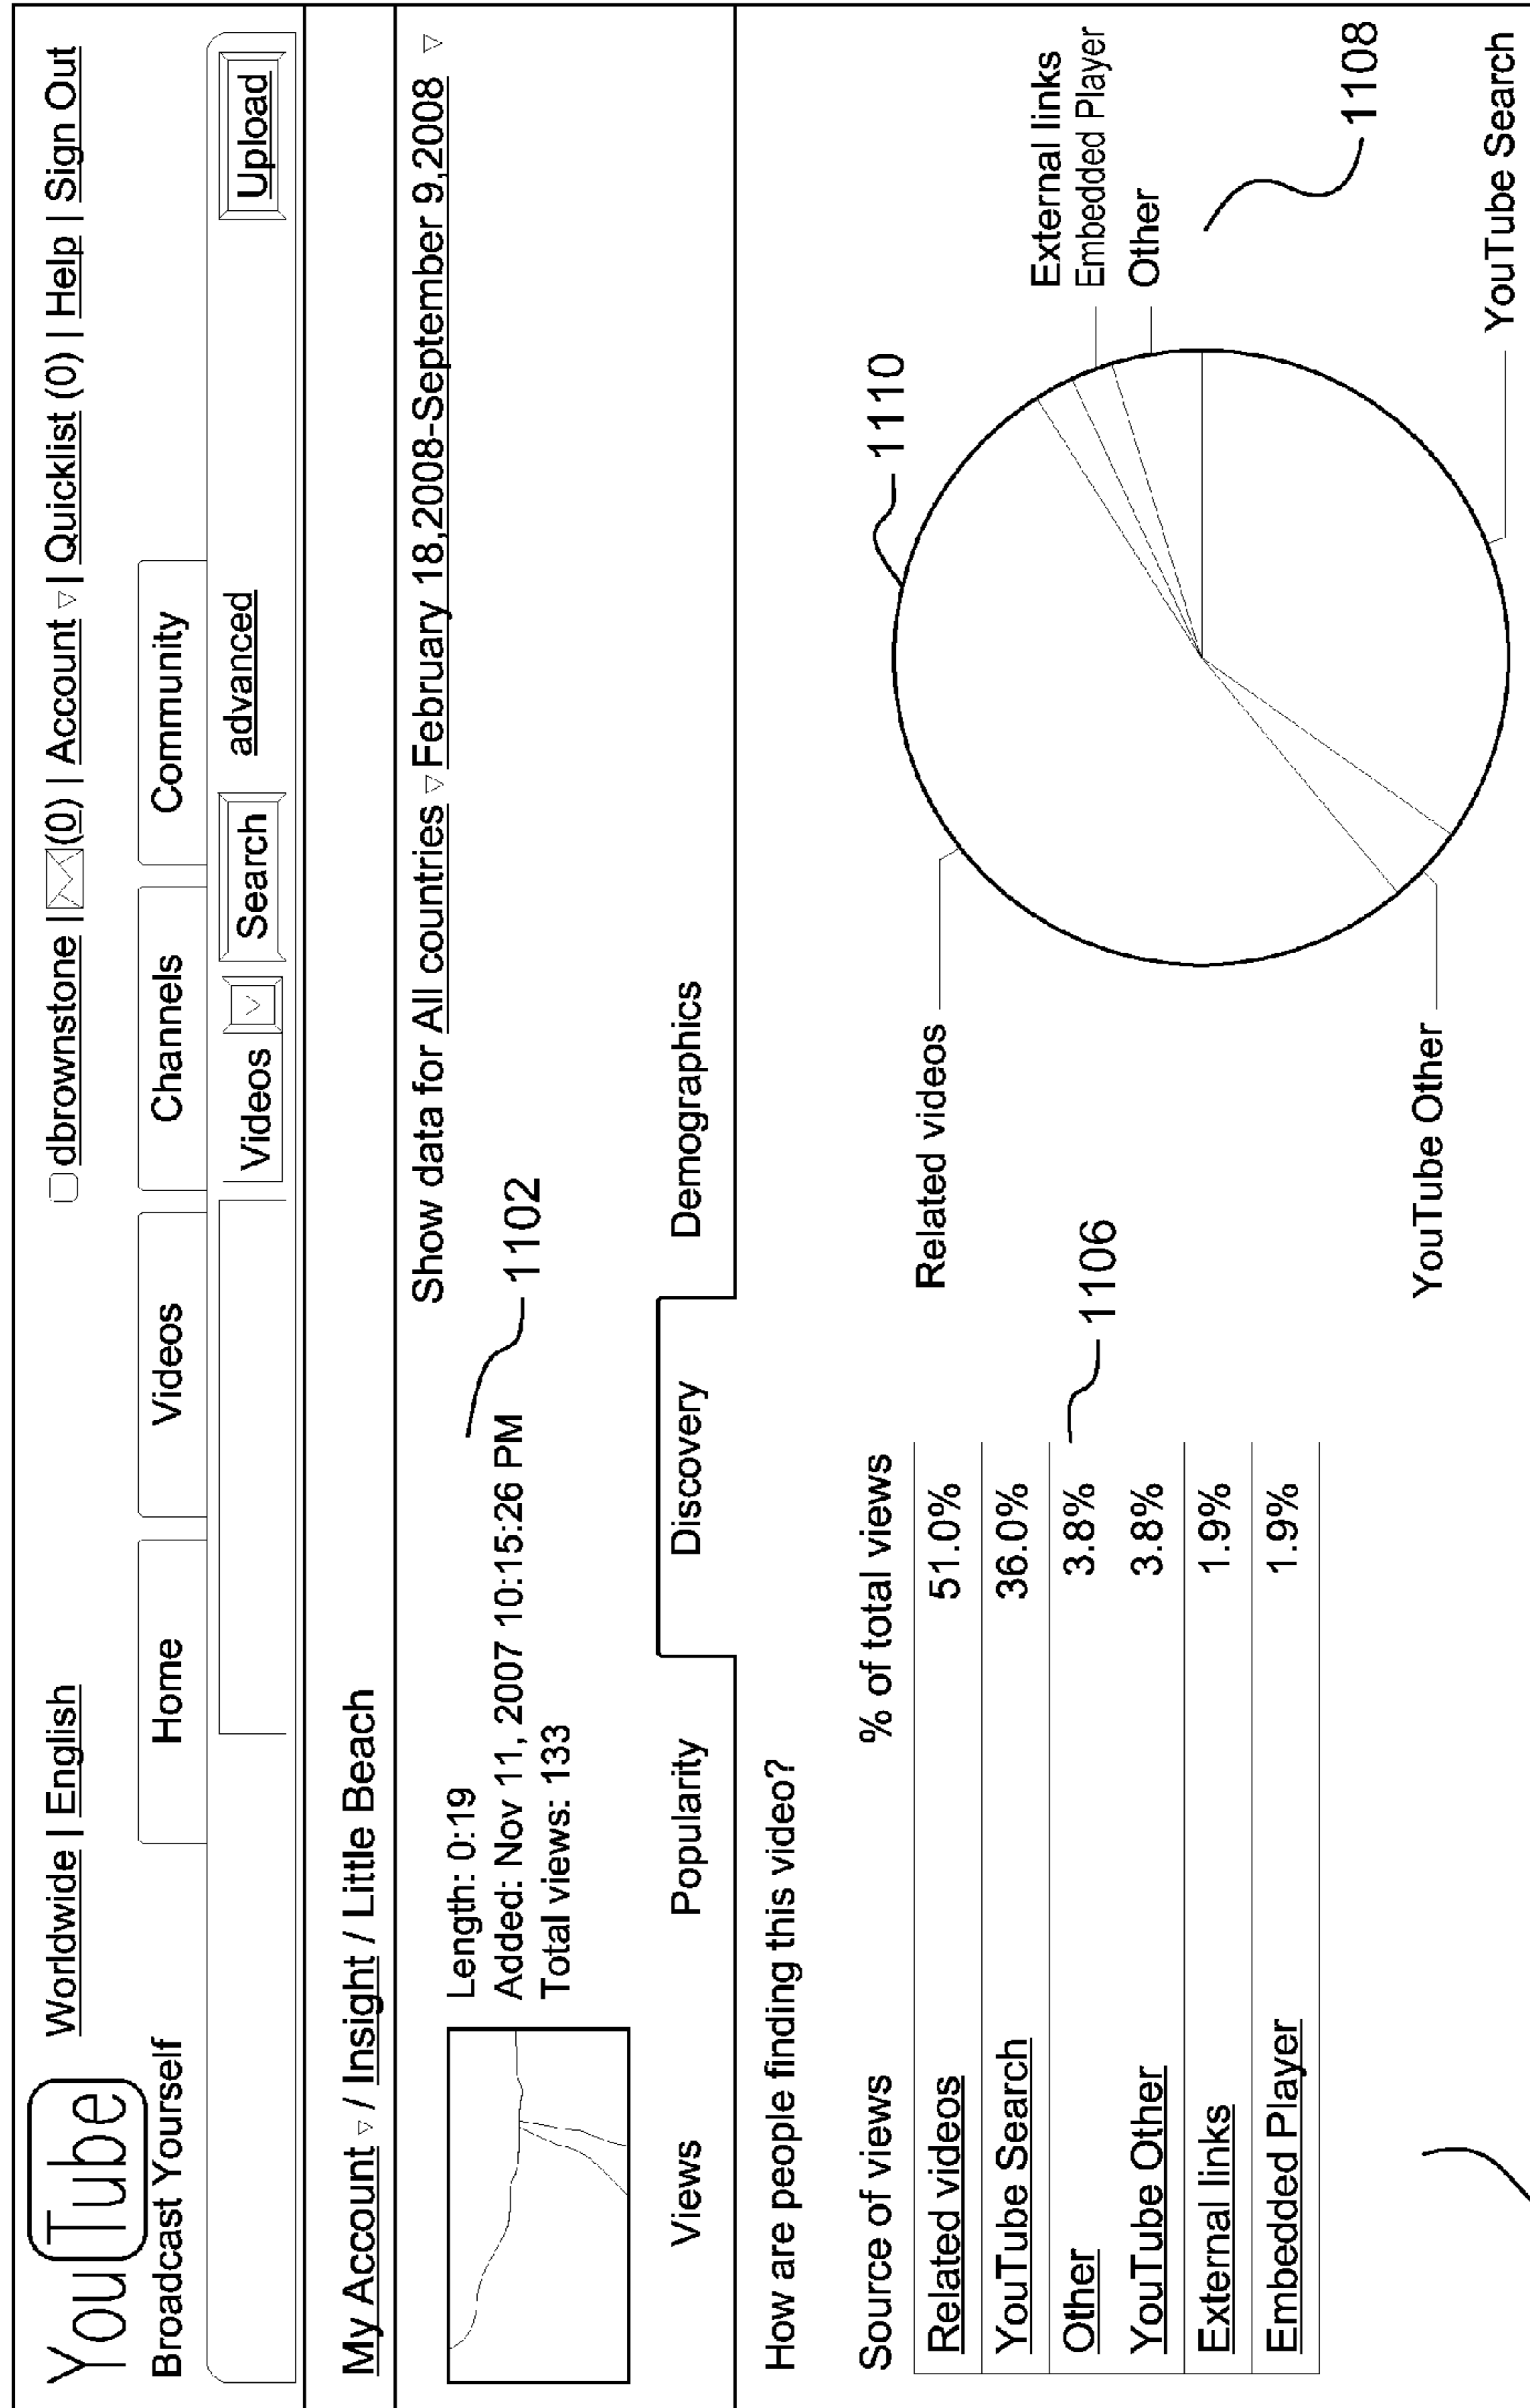 YouTube Worldwide | English dbrownstone | (0) | Account | Quicklist (0) | Help | Sign Out
Broadcast Yourself
Home Videos Channels Community
Videos Search advanced Upload
My Account / Insight / Little Beach
Show data for All countries February 18,2008-September 9,2008
Length: 0:19
Added: Nov 11, 2007 10:15:26 PM
Total views: 133
1102
Views Popularity Discovery Demographics
How are people finding this video?
Source of views % of total views
Related videos 51.0%
YouTube Search 36.0%
Other 3.8%
YouTube Other 3.8%
External links 1.9%
Embedded Player 1.9%
1106
1110
Related videos
External links
Embedded Player
Other
1108
YouTube Other
YouTube Search